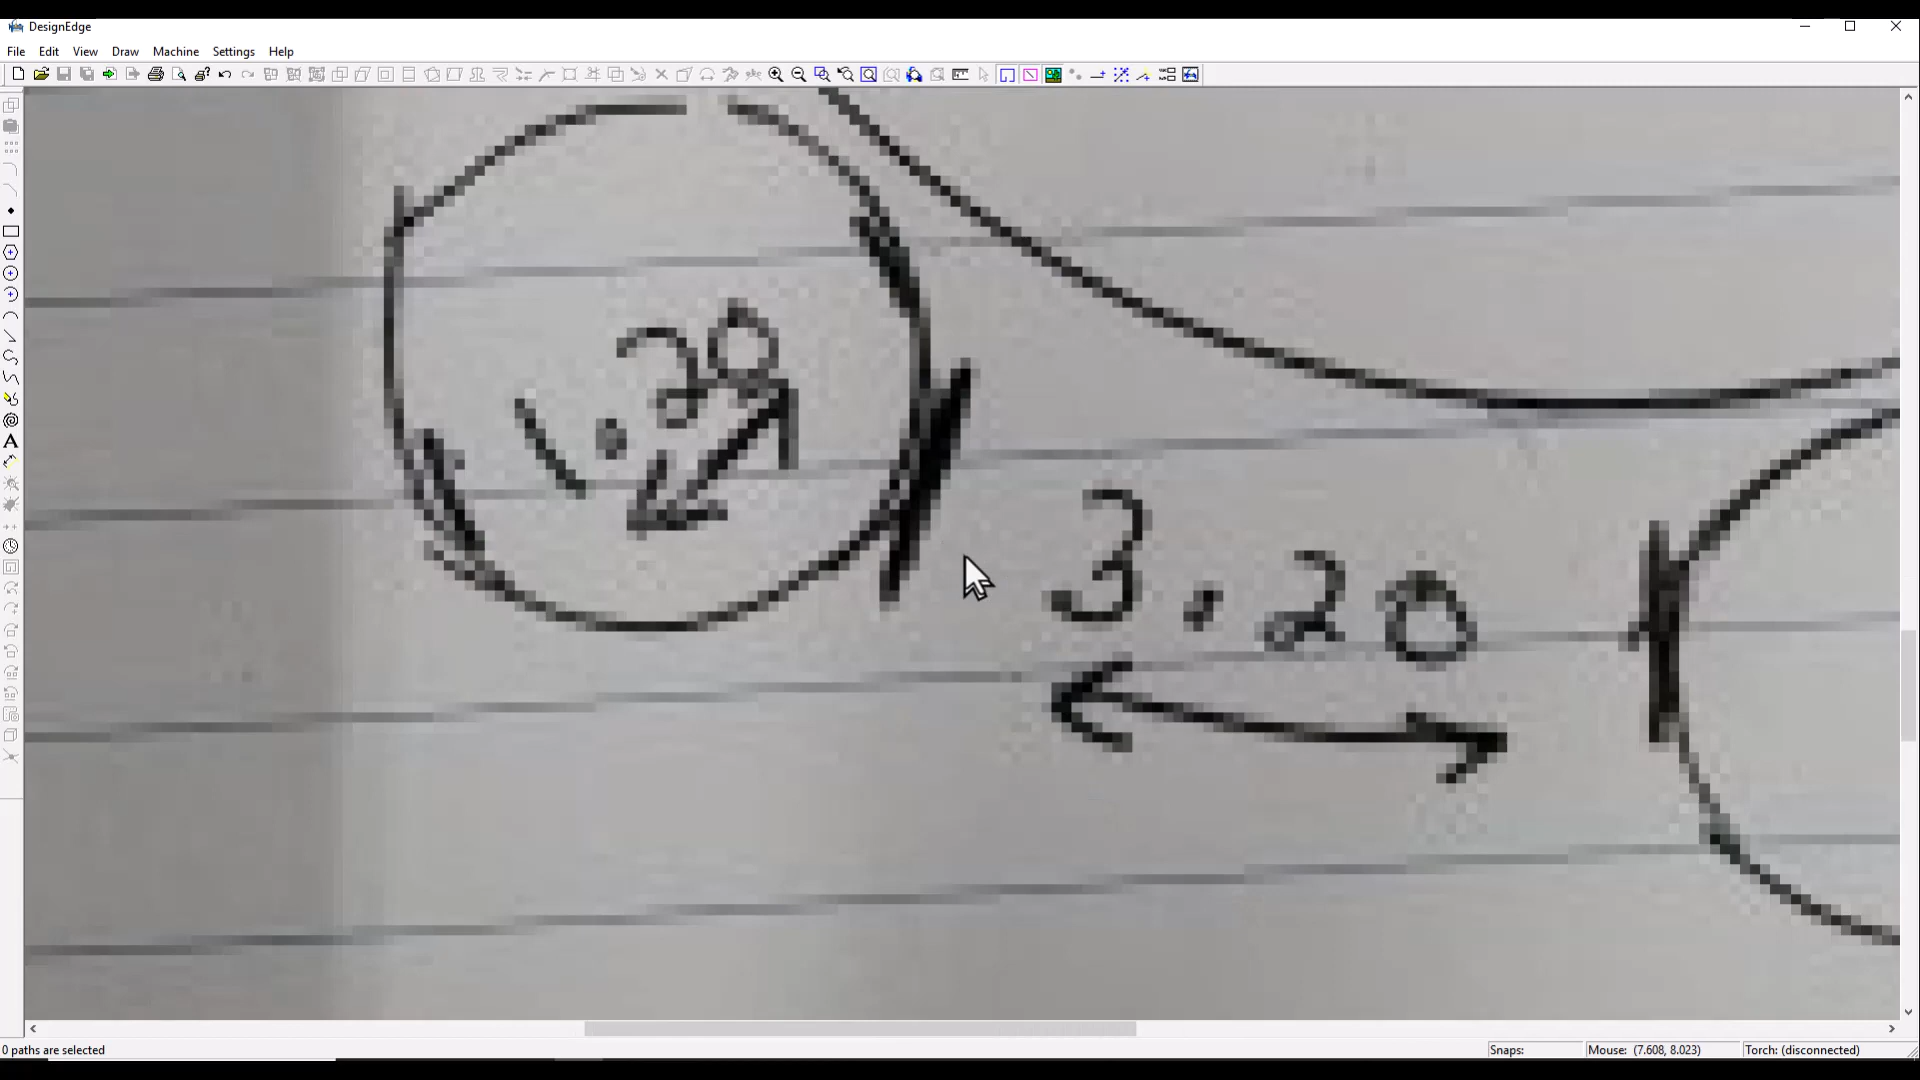 DesignEdge
File Edit View Draw Machine Settings Help
1.20
3.20
0 paths are selected
Snaps:
Mouse: (7.608, 8.023)
Torch: (disconnected)